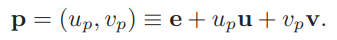 p = (u_p, v_p) ≡ e + u_p u + v_p v.